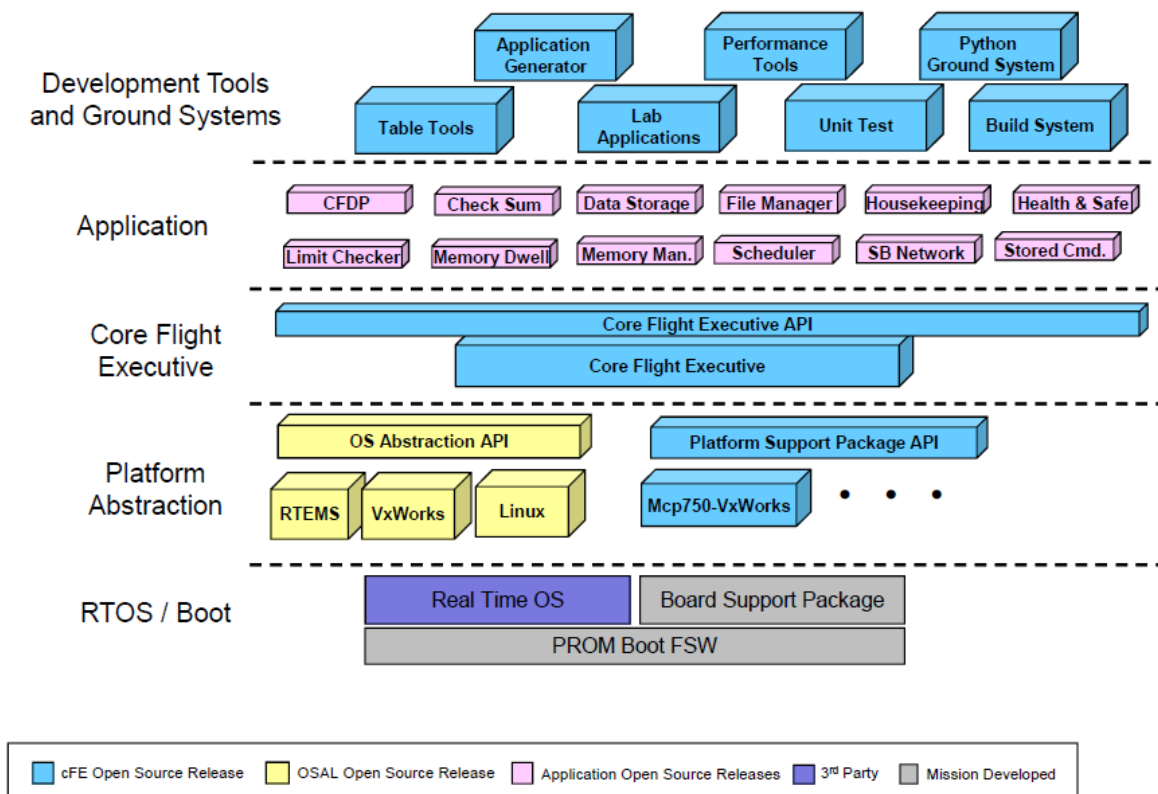 Development Tools
and Ground Systems
Application
Generator
Performance
Tools
Python
Ground System
Table Tools
Lab
Applications
Unit Test
Build System
Application
CFDP
Check Sum
Data Storage
File Manager
Housekeeping
Health & Safe
Limit Checker
Memory Dwell
Memory Man.
Scheduler
SB Network
Stored Cmd.
Core Flight
Executive
Core Flight Executive API
Core Flight Executive
Platform
Abstraction
OS Abstraction API
Platform Support Package API
RTEMS
VxWorks
Linux
Mcp750-VxWorks
• • •
RTOS / Boot
Real Time OS
Board Support Package
PROM Boot FSW
cFE Open Source Release
OSAL Open Source Release
Application Open Source Releases
3rd Party
Mission Developed